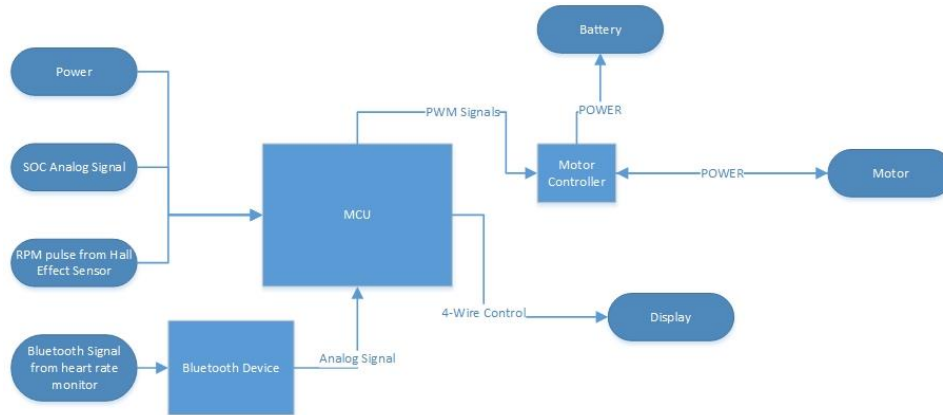 Battery
Power
PWM Signals
POWER
SOC Analog Signal
Motor
Controller
POWER
Motor
MCU
RPM pulse from Hall
Effect Sensor
4-Wire Control
Display
Bluetooth Signal
from heart rate
monitor
Bluetooth Device
Analog Signal